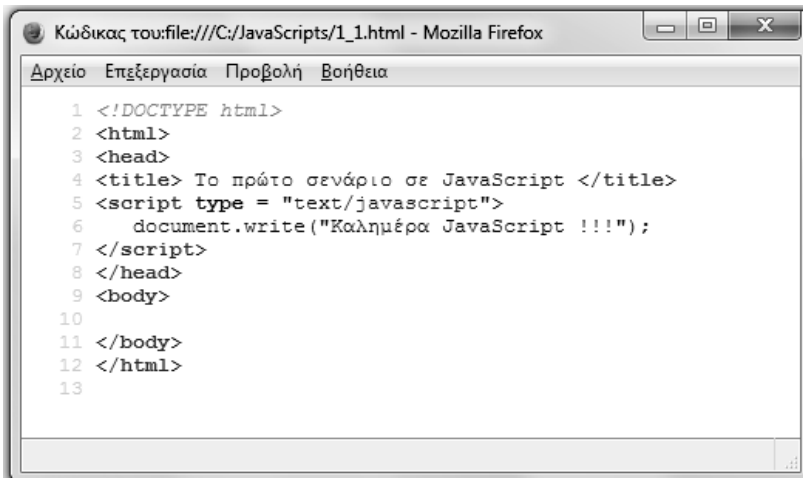 Κώδικας του:file:///C:/JavaScripts/1_1.html - Mozilla Firefox
Αρχείο Επεξεργασία Προβολή Βοήθεια
1 <!DOCTYPE html>
2 <html>
3 <head>
4 <title> Το πρώτο σενάριο σε JavaScript </title>
5 <script type = "text/javascript">
6 document.write("Καλημέρα JavaScript !!!");
7 </script>
8 </head>
9 <body>
10
11 </body>
12 </html>
13